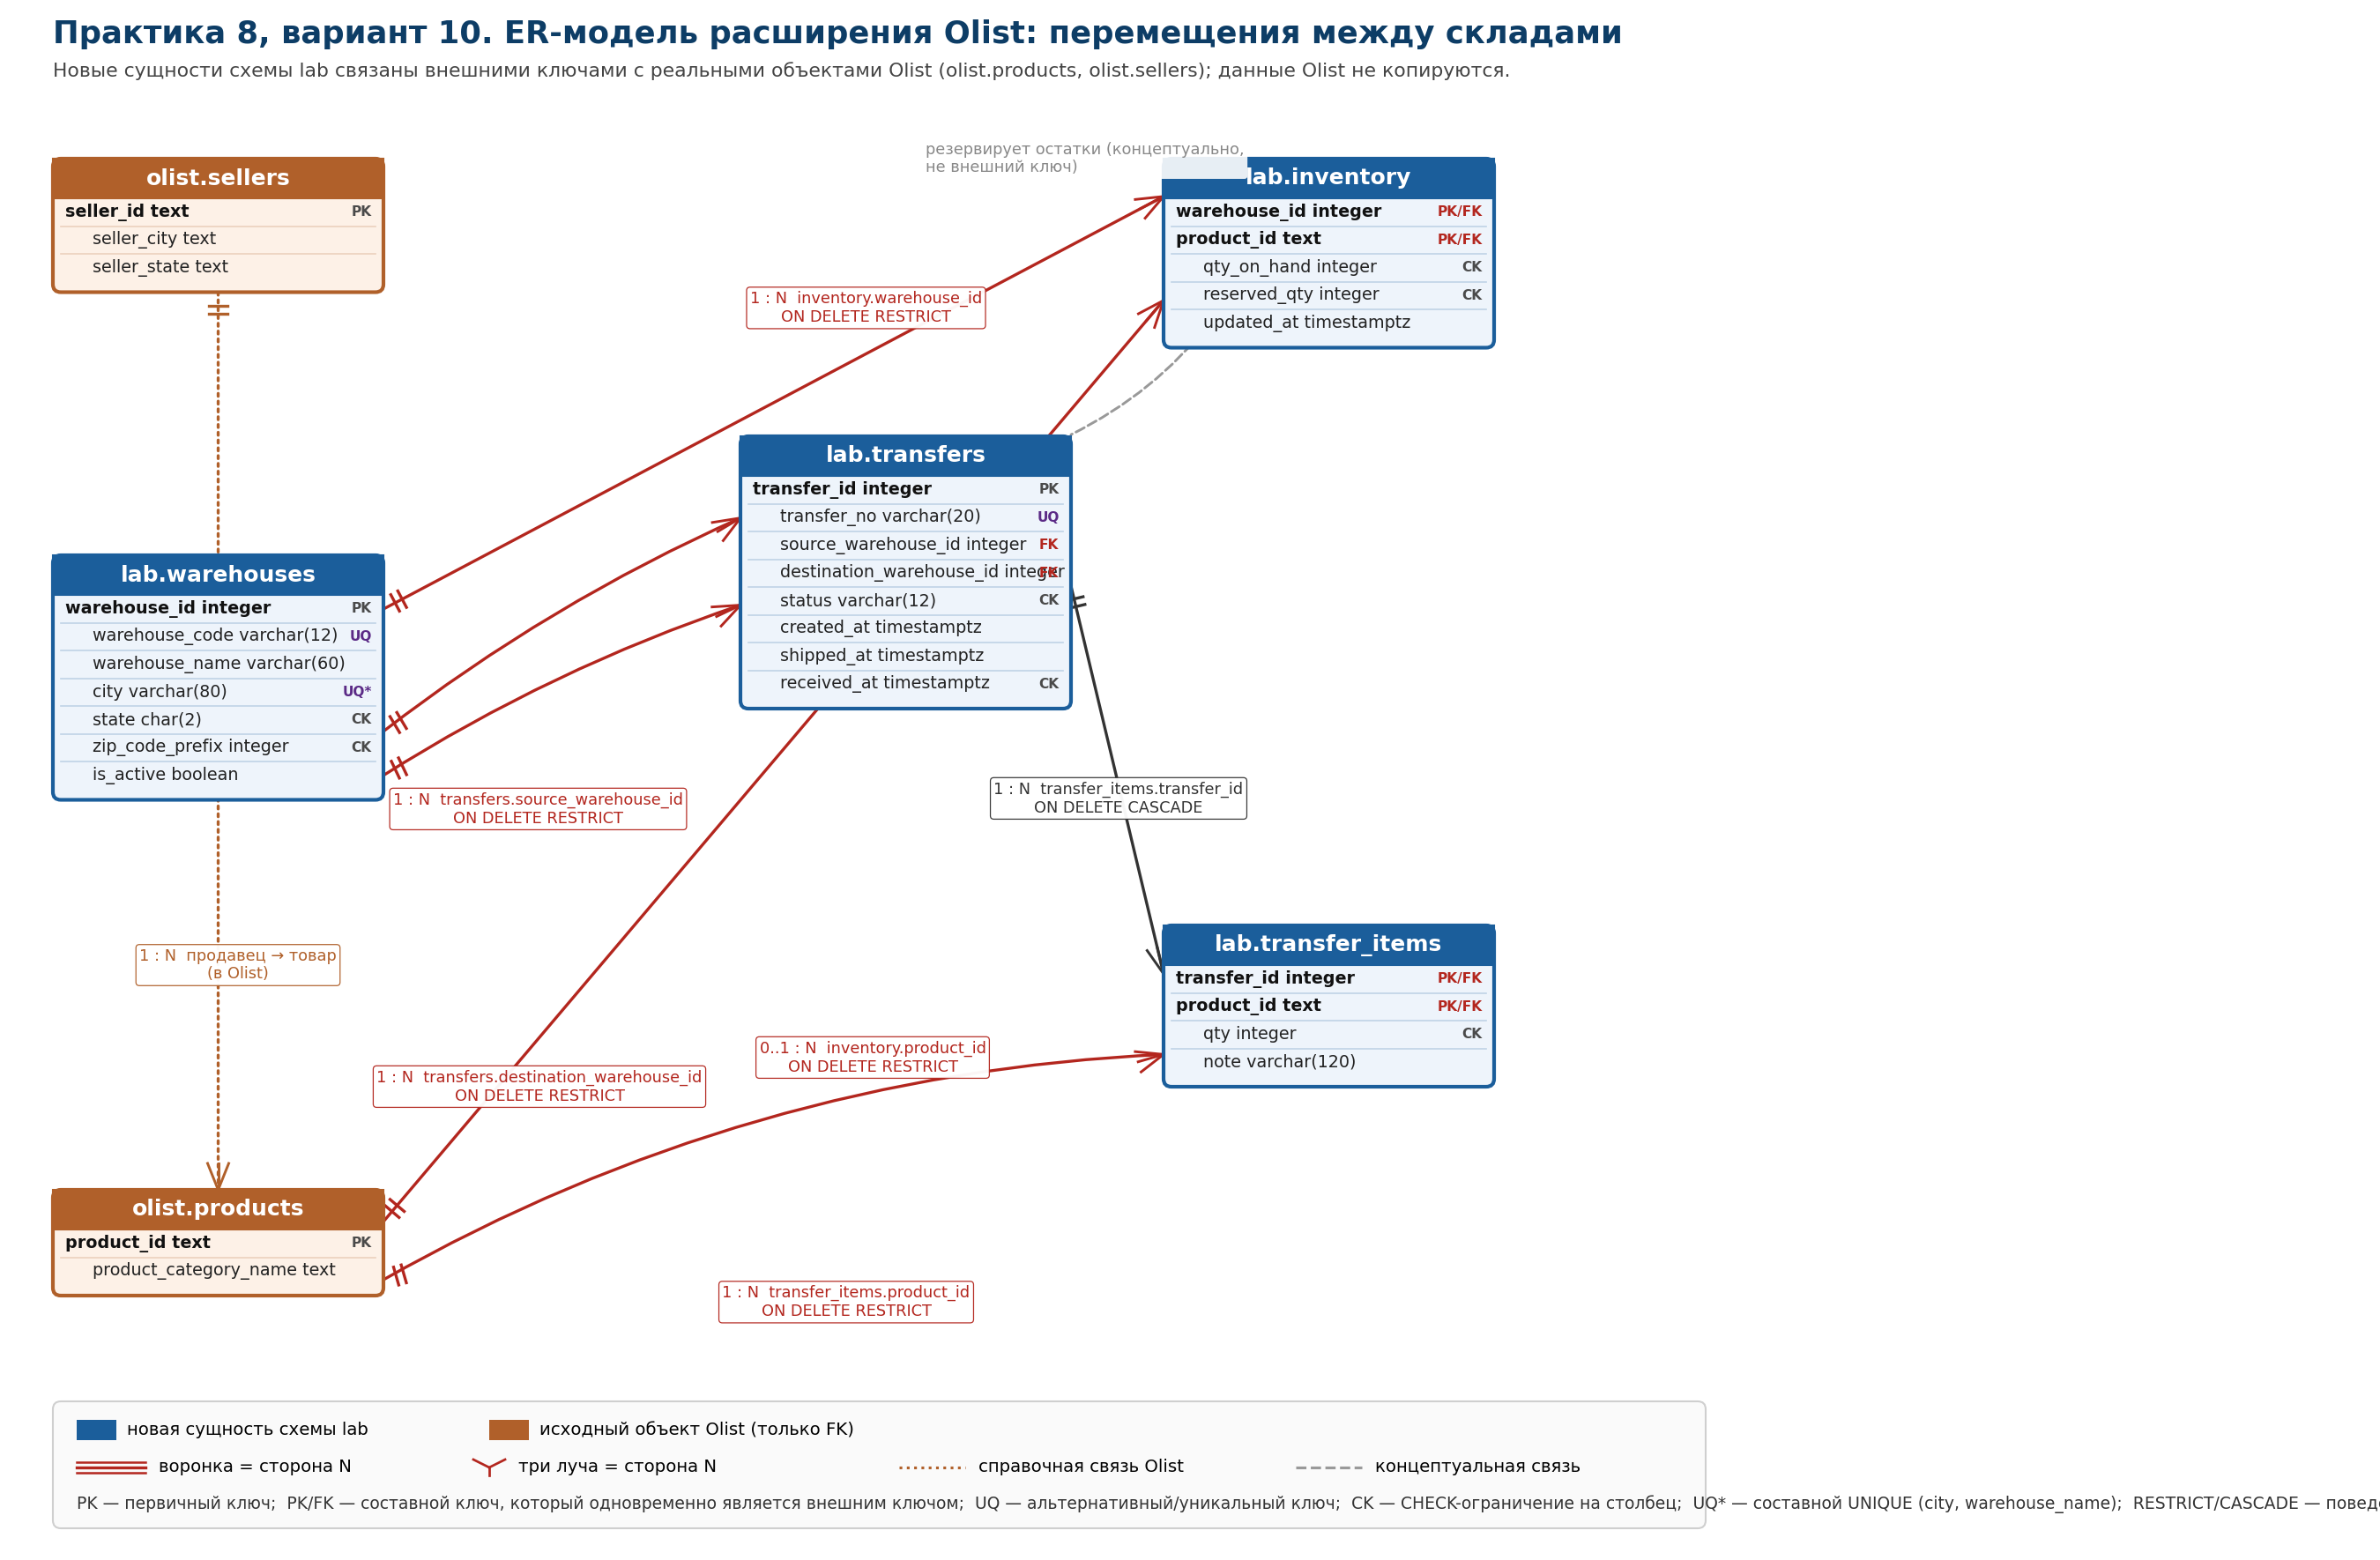 Практика 8, вариант 10. ER-модель расширения Olist: перемещения между складами
Новые сущности схемы lab связаны внешними ключами с реальными объектами Olist (olist.products, olist.sellers); данные Olist не копируются.
резервирует остатки (концептуально,
не внешний ключ)
olist.sellers
seller_id text PK
seller_city text
seller_state text
lab.inventory
warehouse_id integer PK/FK
product_id text PK/FK
qty_on_hand integer CK
reserved_qty integer CK
updated_at timestamptz
1 : N inventory.warehouse_id
ON DELETE RESTRICT
lab.transfers
transfer_id integer PK
transfer_no varchar(20) UQ
source_warehouse_id integer FK
destination_warehouse_id integer FK
status varchar(12) CK
created_at timestamptz
shipped_at timestamptz
received_at timestamptz CK
lab.warehouses
warehouse_id integer PK
warehouse_code varchar(12) UQ
warehouse_name varchar(60)
city varchar(80) UQ*
state char(2) CK
zip_code_prefix integer CK
is_active boolean
1 : N transfers.source_warehouse_id
ON DELETE RESTRICT
1 : N transfer_items.transfer_id
ON DELETE CASCADE
1 : N продавец → товар
(в Olist)
lab.transfer_items
transfer_id integer PK/FK
product_id text PK/FK
qty integer CK
note varchar(120)
0..1 : N inventory.product_id
ON DELETE RESTRICT
1 : N transfers.destination_warehouse_id
ON DELETE RESTRICT
olist.products
product_id text PK
product_category_name text
1 : N transfer_items.product_id
ON DELETE RESTRICT
новая сущность схемы lab
исходный объект Olist (только FK)
воронка = сторона N
три луча = сторона N
справочная связь Olist
концептуальная связь
PK — первичный ключ; PK/FK — составной ключ, который одновременно является внешним ключом; UQ — альтернативный/уникальный ключ; CK — CHECK-ограничение на столбец; UQ* — составной UNIQUE (city, warehouse_name); RESTRICT/CASCADE —